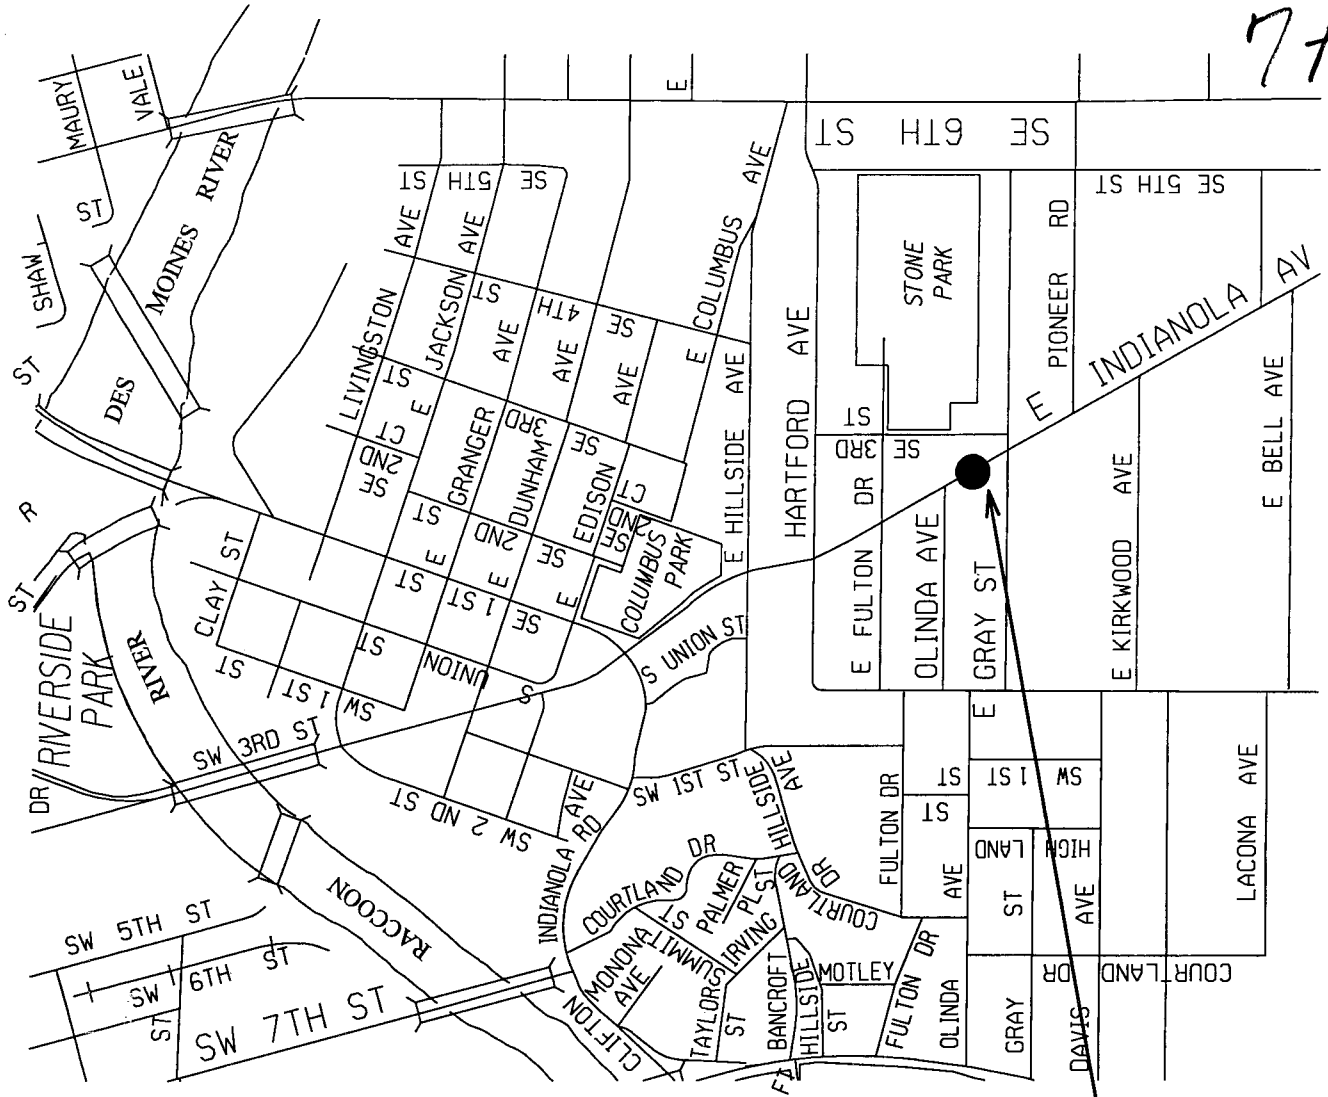 7
MAURY
VALE
E
SE 6TH ST
ST
SHAW
MOINES RIVER
DES
SE 5TH ST
SE 5TH ST
AVE
AVE
AVE
COLUMBUS
E
PIONEER RD
STONE
PARK
LIVINGSTON
JACKSON
E
SE 4TH ST
AVE
AVE
AVE
E HILLSIDE AVE
HARTFORD AVE
E INDIANOLA AV
E BELL AVE
ST
SE 3RD ST
SE 3RD ST
SE 2ND CT
GRANGER
DUNHAM
EDISON
E
E
E
SE 2ND CT
SE 2ND ST
COLUMBUS
PARK
R
ST
RIVERSIDE
PARK
DR
CLAY ST
RIVER
SE 1 ST ST
S UNION ST
S UNION ST
E FULTON DR
OLINDA AVE
GRAY ST
E
E KIRKWOOD AVE
SW 1 ST ST
SW 3RD ST
SW 2 ND ST
AVE
INDIANOLA RD
SW 1ST ST
HILLSIDE AVE
HILLSIDE
FULTON DR
SW 1 ST ST
ST
HIGH LAND
AVE
ST
AVE
LACONA AVE
COURTLAND DR
COURTLAND DR
COURTLAND DR
PALMER
PL
ST
SUMMIT
ST
IRVING
MONONA
AVE
TAYLOR
ST
BANCROFT
HILLSIDE
ST
MOTLEY
FULTON DR
OLINDA
GRAY
DAVIS
RACCOON
CLIFTON
SW 5TH ST
SW 6TH ST
ST
SW 7TH ST